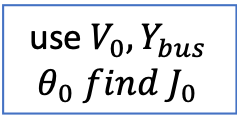 use V₀, Y_bus
θ₀ find J₀